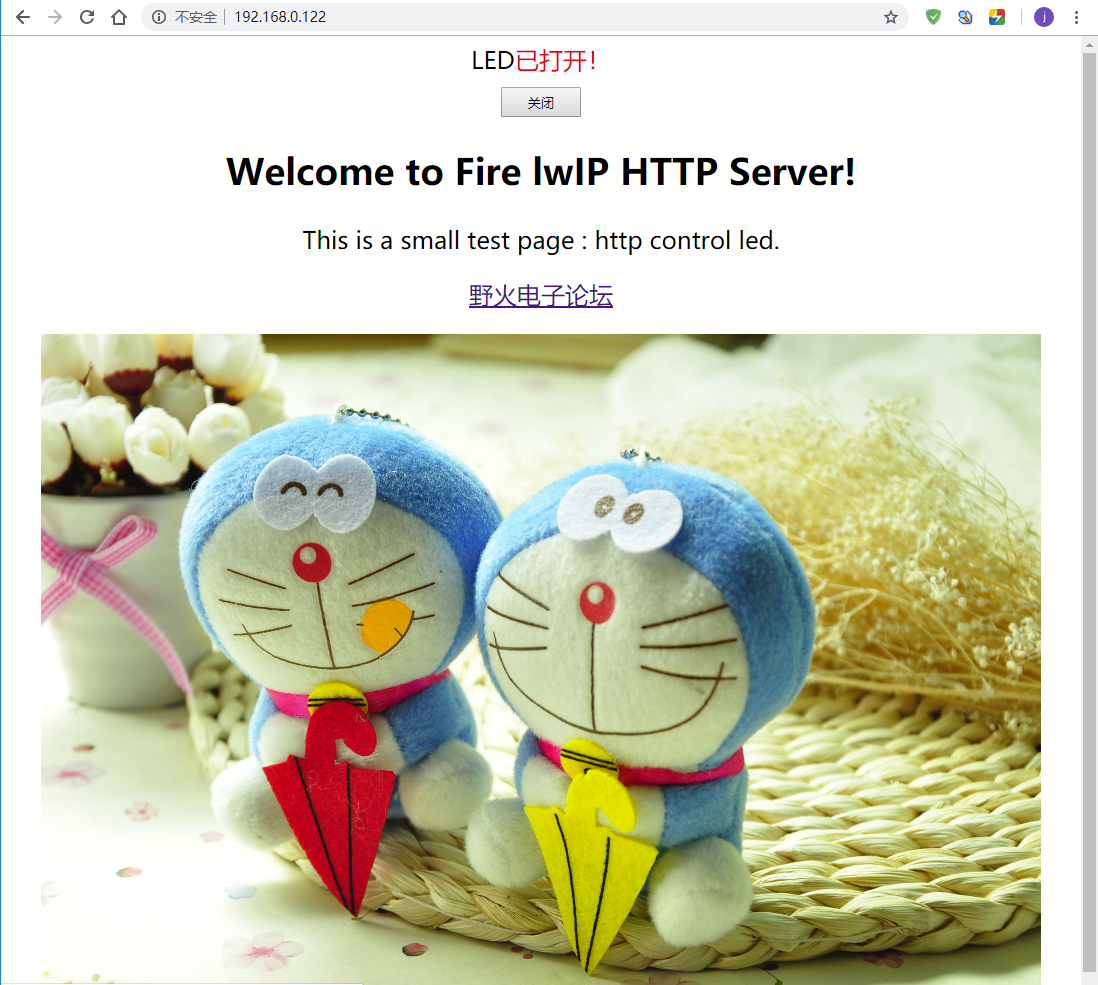 不安全 192.168.0.122
j
LED已打开!
关闭
Welcome to Fire lwIP HTTP Server!
This is a small test page : http control led.
野火电子论坛